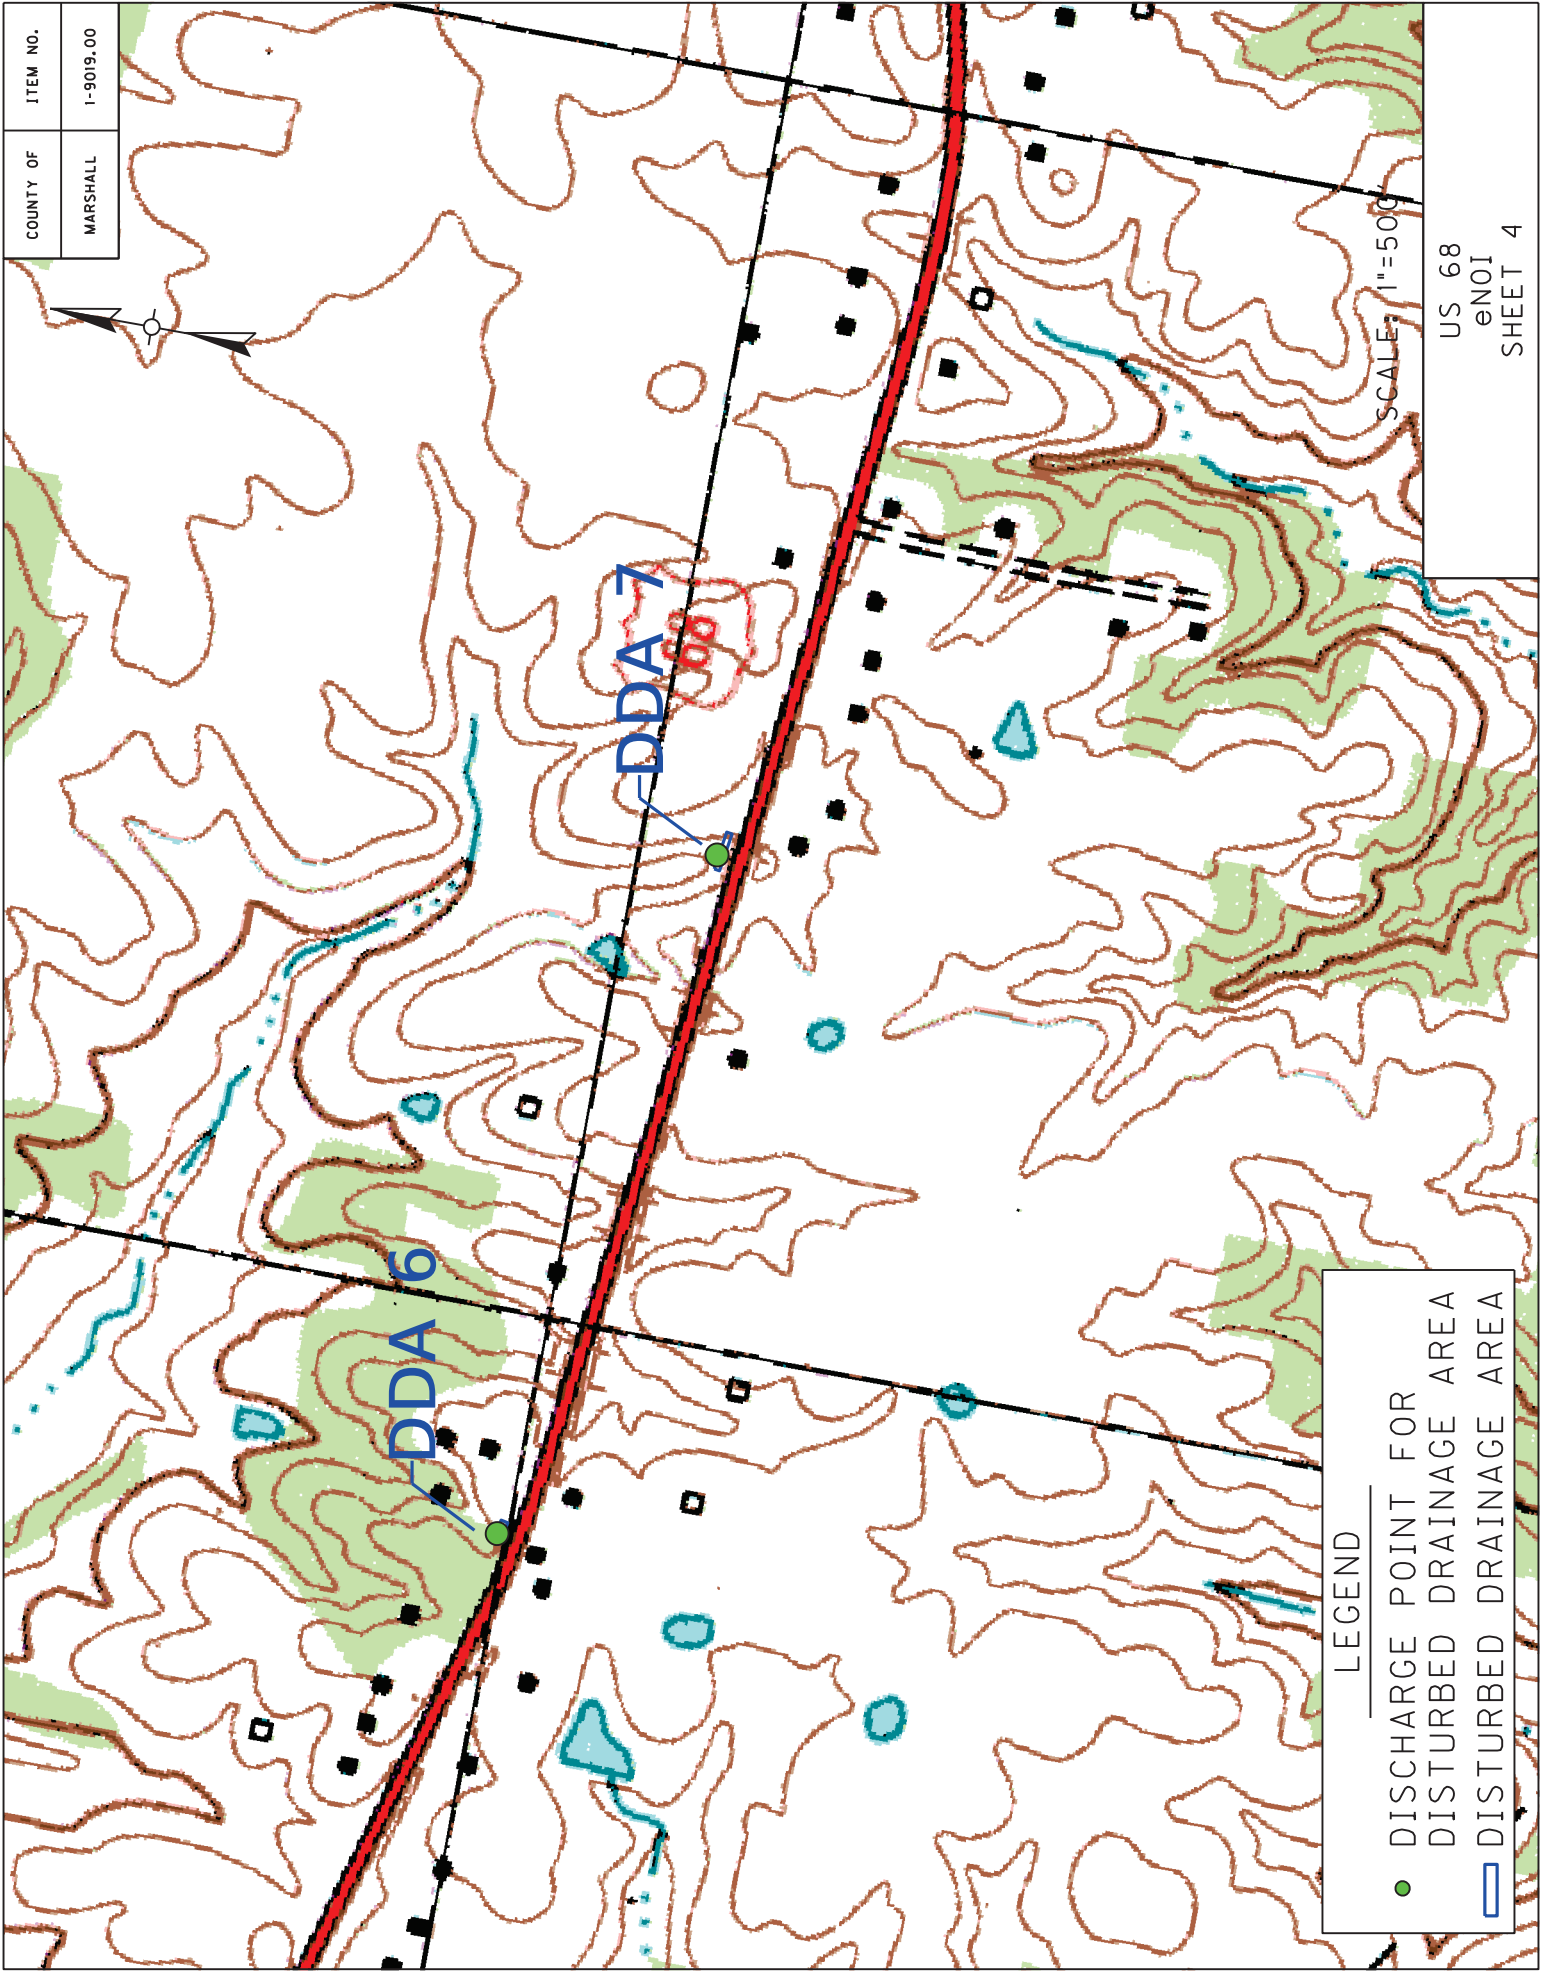 COUNTY OF
ITEM NO.
MARSHALL
1-9019.00
DDA 7
80
DDA 6
SCALE: 1"=500'
US 68
eNOI
SHEET 4
LEGEND
DISCHARGE POINT FOR
DISTURBED DRAINAGE AREA
DISTURBED DRAINAGE AREA